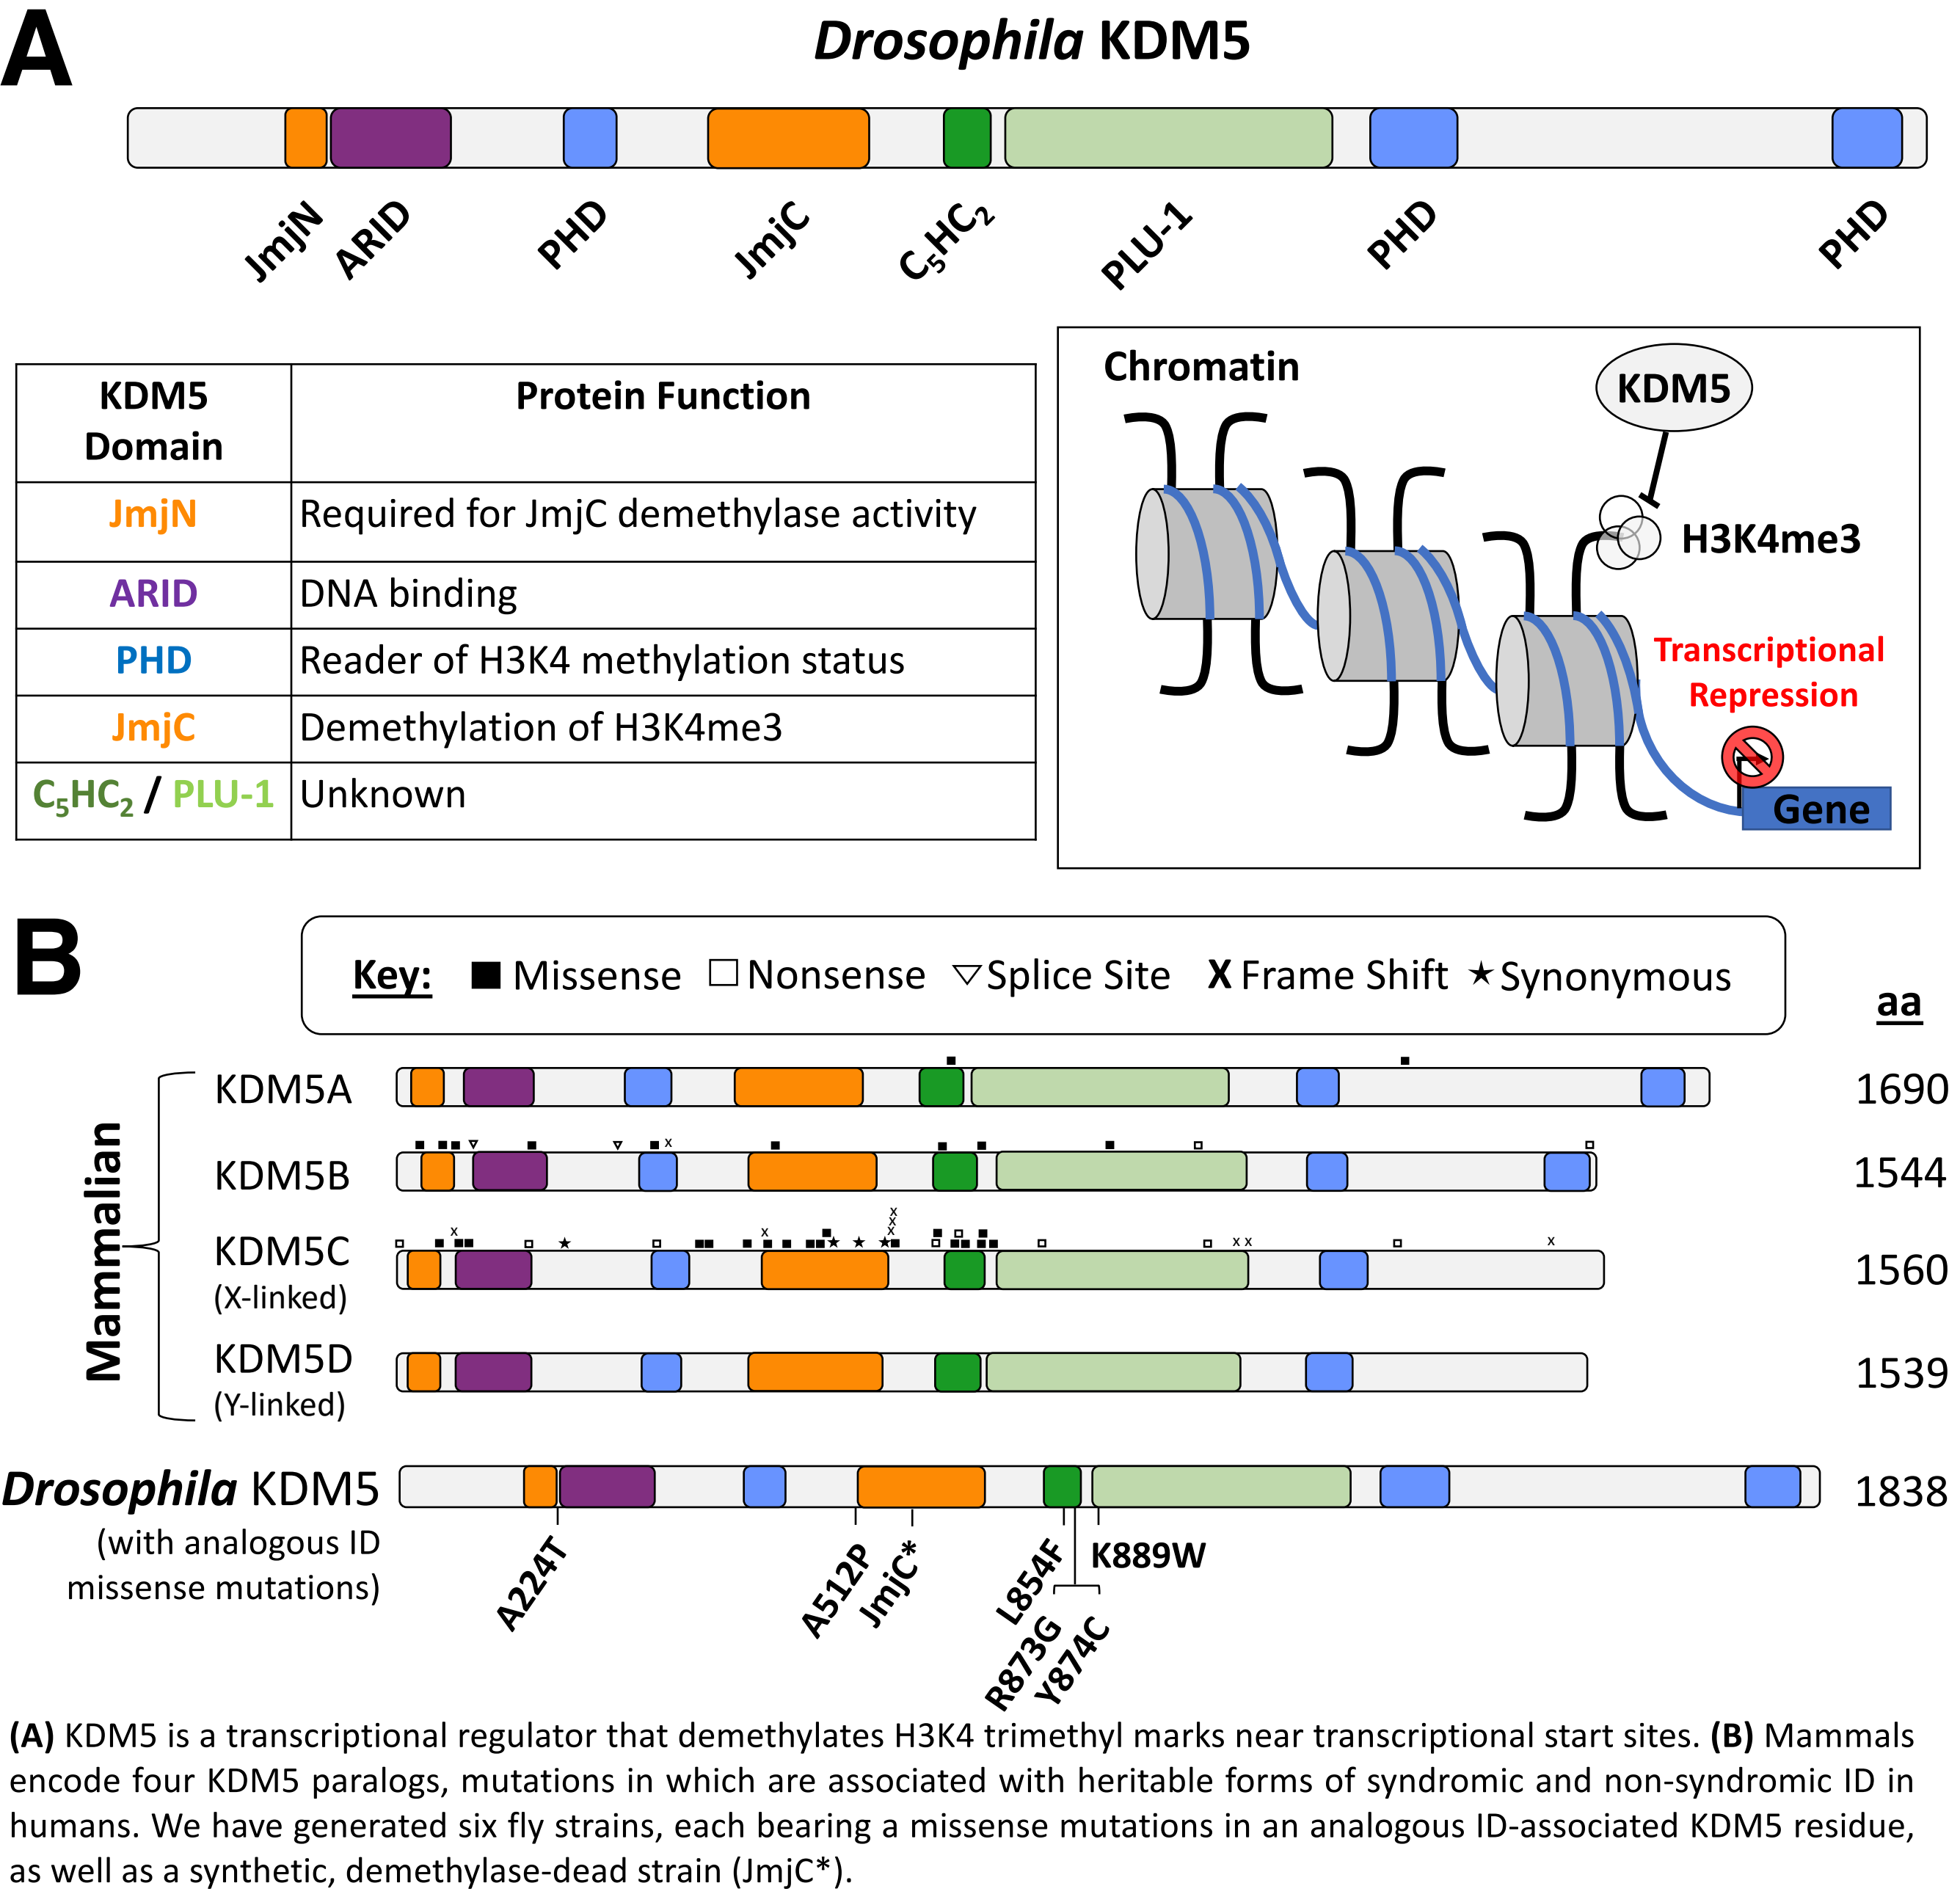 A
Drosophila KDM5
JmjN
ARID
PHD
JmjC
C₅HC₂
PLU-1
PHD
PHD
KDM5 Domain
Protein Function
JmjN
Required for JmjC demethylase activity
ARID
DNA binding
PHD
Reader of H3K4 methylation status
JmjC
Demethylation of H3K4me3
C₅HC₂ / PLU-1
Unknown
Chromatin
KDM5
H3K4me3
Transcriptional
Repression
Gene
B
Key: Missense Nonsense Splice Site X Frame Shift Synonymous
aa
Mammalian
KDM5A
1690
x
KDM5B
1544
x
x
x
x
x
x
x
x
KDM5C
(X-linked)
1560
KDM5D
(Y-linked)
1539
Drosophila KDM5
(with analogous ID
missense mutations)
1838
A224T
A512P
JmjC*
L854F
R873G
Y874C
K889W
(A) KDM5 is a transcriptional regulator that demethylates H3K4 trimethyl marks near transcriptional start sites. (B) Mammals
encode four KDM5 paralogs, mutations in which are associated with heritable forms of syndromic and non-syndromic ID in
humans. We have generated six fly strains, each bearing a missense mutations in an analogous ID-associated KDM5 residue,
as well as a synthetic, demethylase-dead strain (JmjC*).